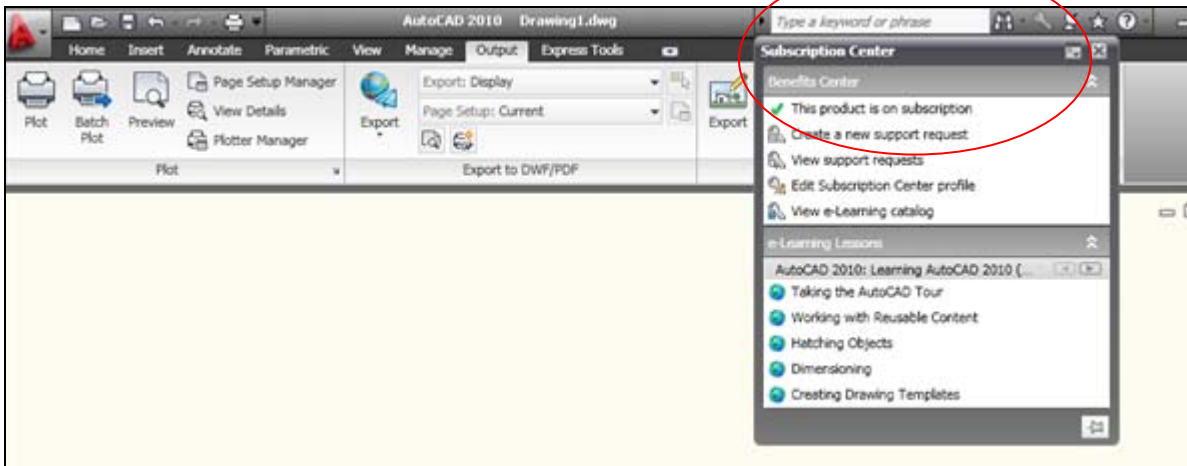 AutoCAD 2010 Drawing1.dwg
Type a keyword or phrase
Home Insert Annotate Parametric View Manage Output Express Tools
Plot
Batch Plot
Preview
Page Setup Manager
View Details
Plotter Manager
Plot
Export
Export: Display
Page Setup: Current
Export to DWF/PDF
Export
Subscription Center
Benefits Center
This product is on subscription
Create a new support request
View support requests
Edit Subscription Center profile
View e-Learning catalog
e-Learning Lessons
AutoCAD 2010: Learning AutoCAD 2010 (...
Taking the AutoCAD Tour
Working with Reusable Content
Hatching Objects
Dimensioning
Creating Drawing Templates